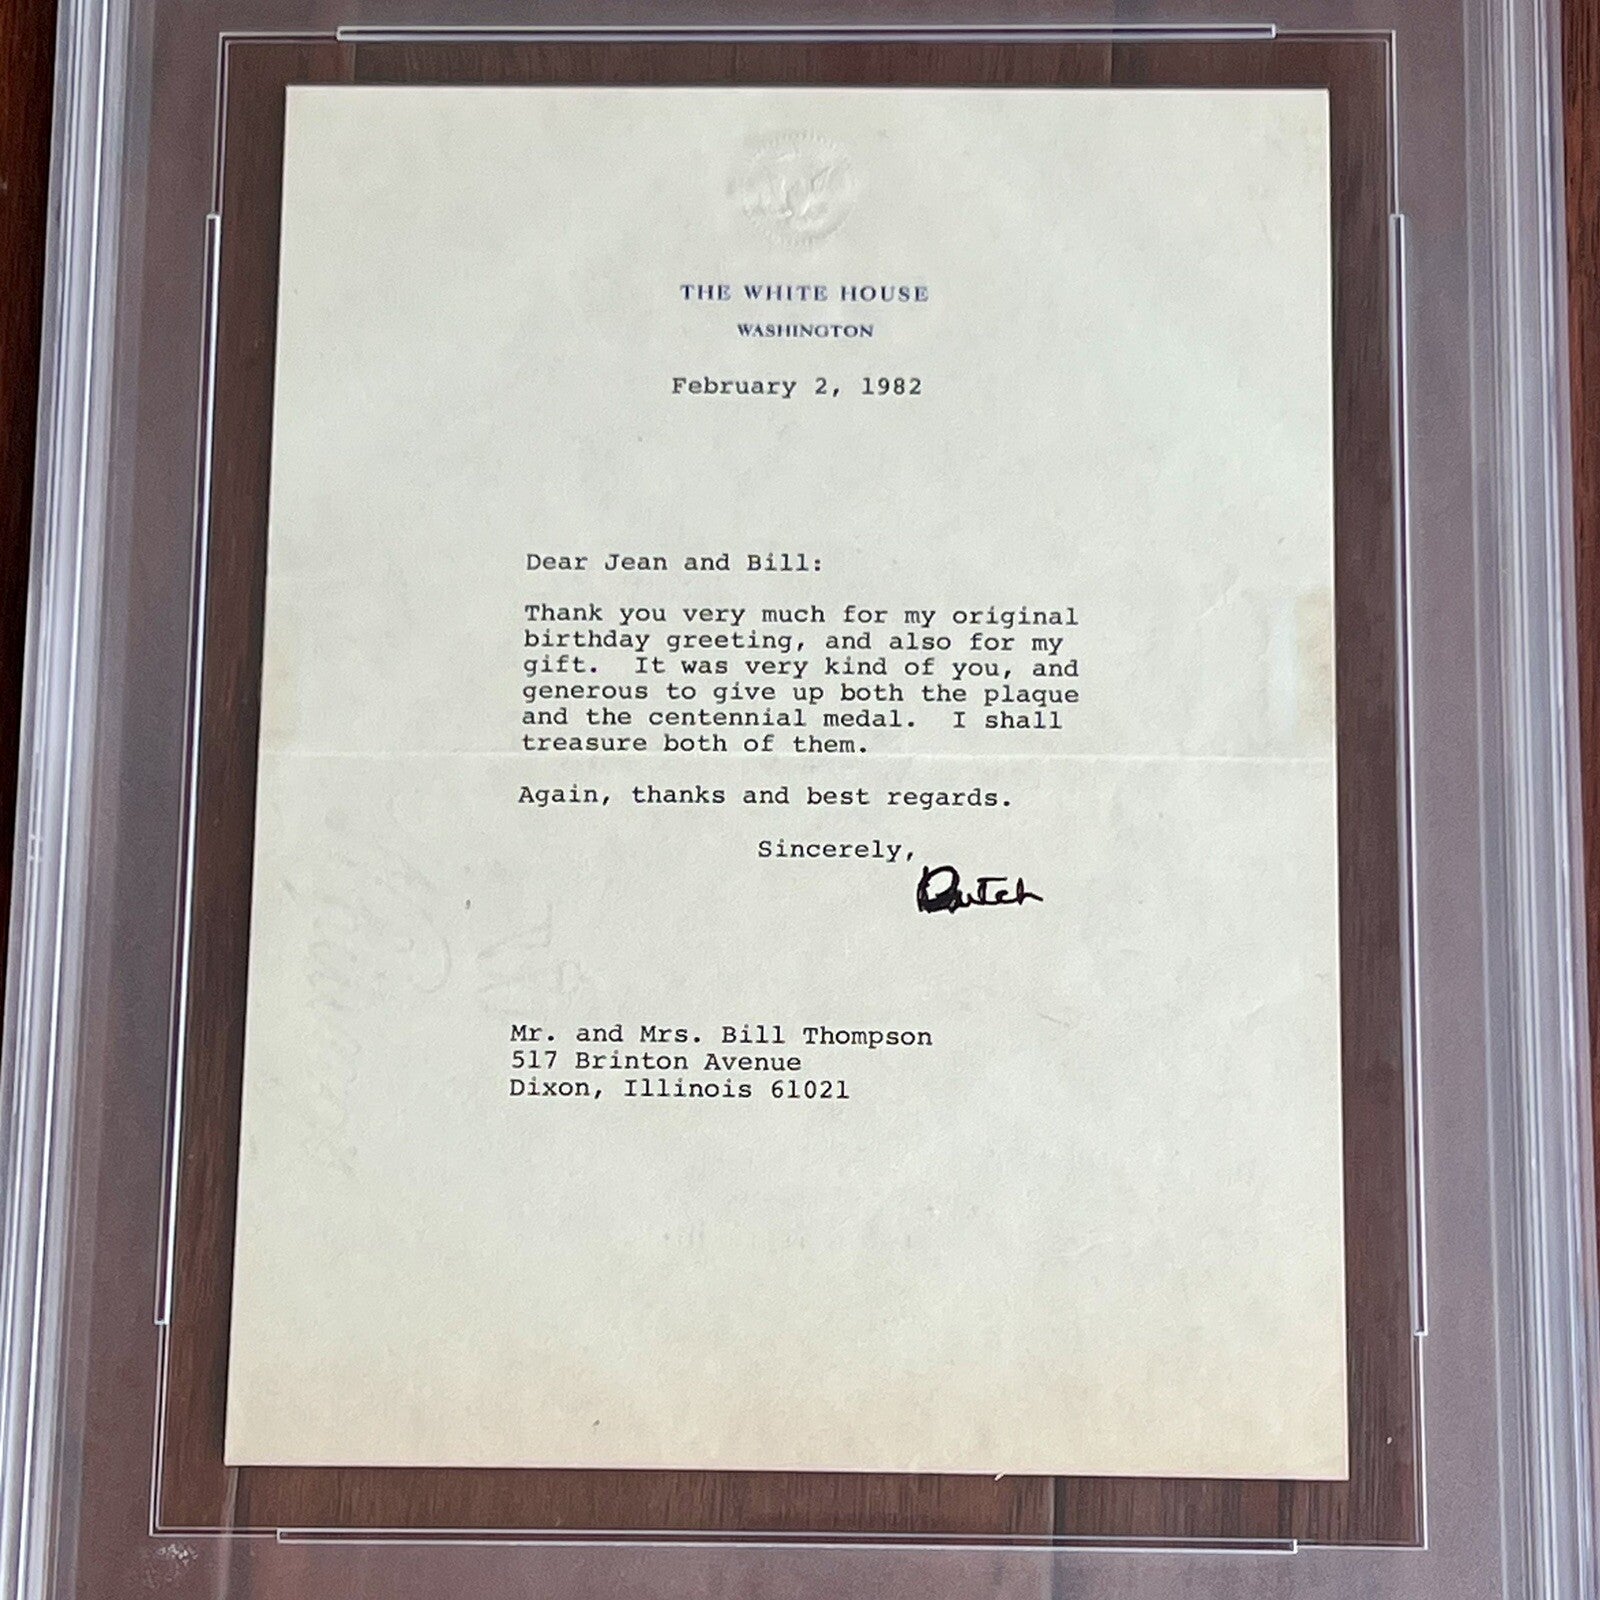 THE WHITE HOUSE
WASHINGTON
February 2, 1982
Dear Jean and Bill:
Thank you very much for my original
birthday greeting, and also for my
gift.  It was very kind of you, and
generous to give up both the plaque
and the centennial medal.  I shall
treasure both of them.
Again, thanks and best regards.
Sincerely,
Dutch
Mr. and Mrs. Bill Thompson
517 Brinton Avenue
Dixon, Illinois 61021